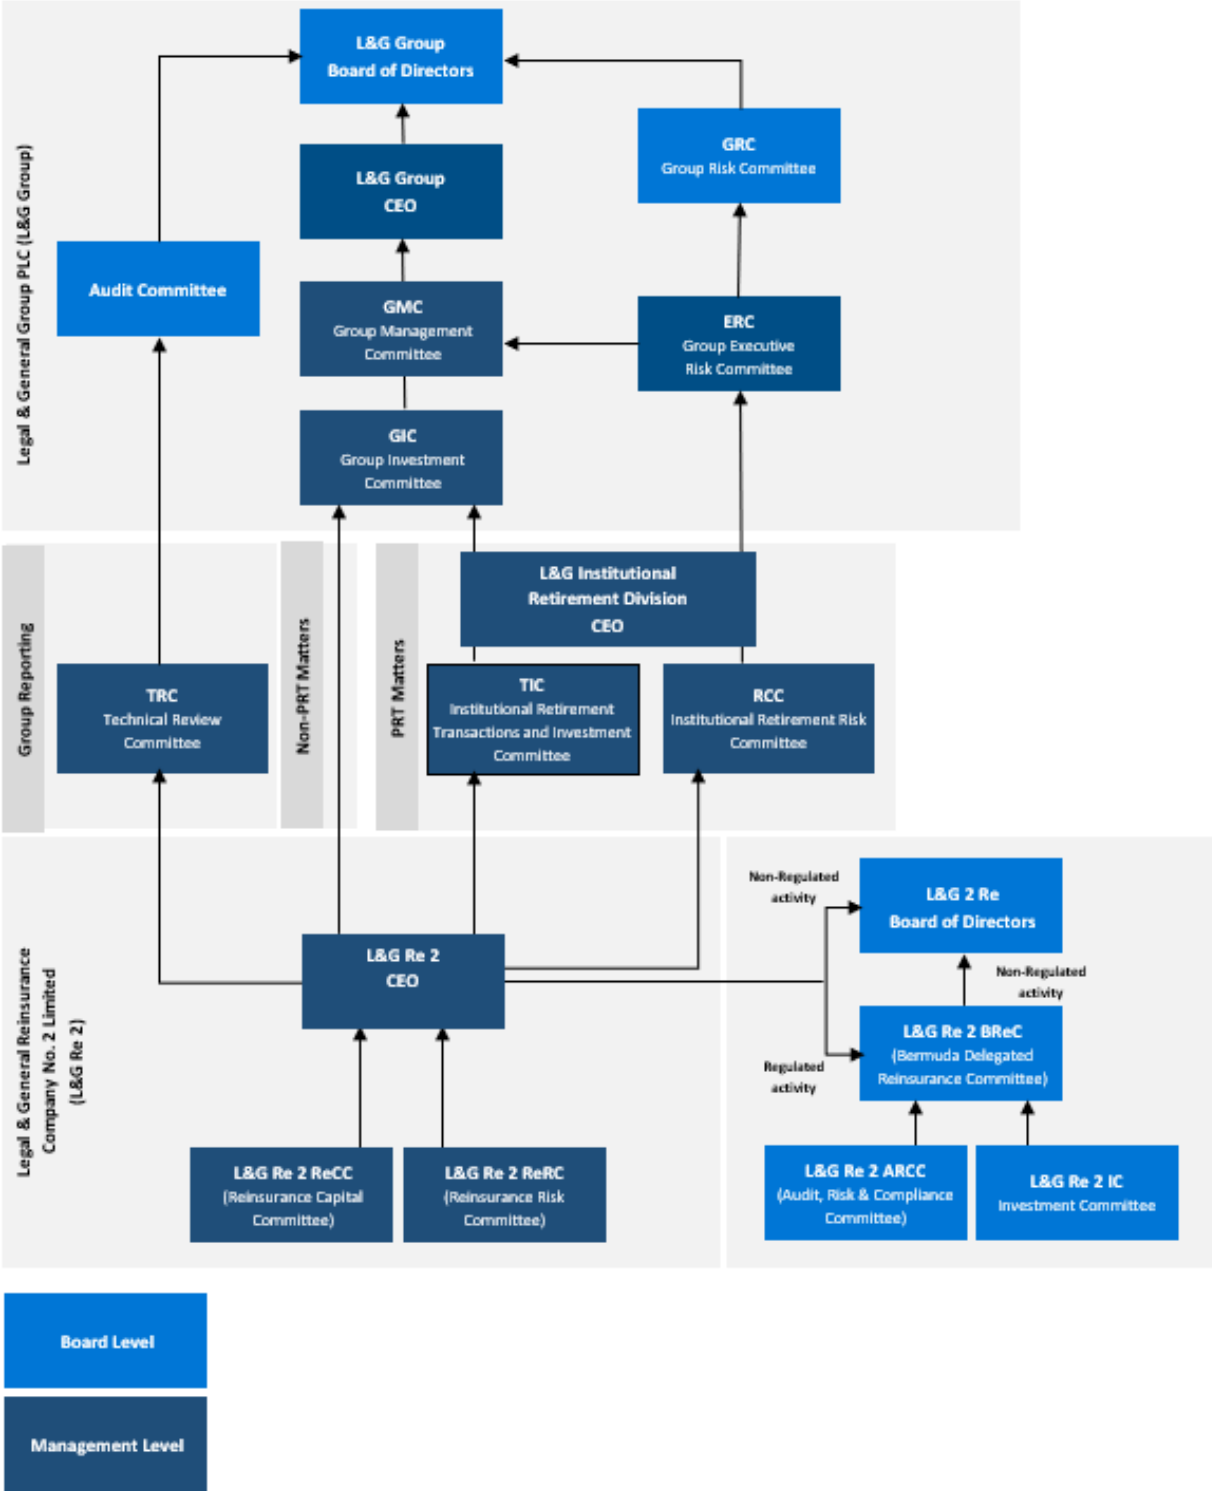 L&G Group
Board of Directors
GRC
Group Risk Committee
L&G Group
CEO
Legal & General Group PLC (L&G Group)
Audit Committee
GMC
Group Management
Committee
ERC
Group Executive
Risk Committee
GIC
Group Investment
Committee
Group Reporting
Non-PRT Matters
PRT Matters
L&G Institutional
Retirement Division
CEO
TRC
Technical Review
Committee
TIC
Institutional Retirement
Transactions and Investment
Committee
RCC
Institutional Retirement Risk
Committee
Legal & General Reinsurance
Company No. 2 Limited
(L&G Re 2)
L&G Re 2
CEO
Non-Regulated
activity
L&G 2 Re
Board of Directors
Non-Regulated
activity
L&G Re 2 BReC
(Bermuda Delegated
Reinsurance Committee)
Regulated
activity
L&G Re 2 ReCC
(Reinsurance Capital
Committee)
L&G Re 2 ReRC
(Reinsurance Risk
Committee)
L&G Re 2 ARCC
(Audit, Risk & Compliance
Committee)
L&G Re 2 IC
Investment Committee
Board Level
Management Level